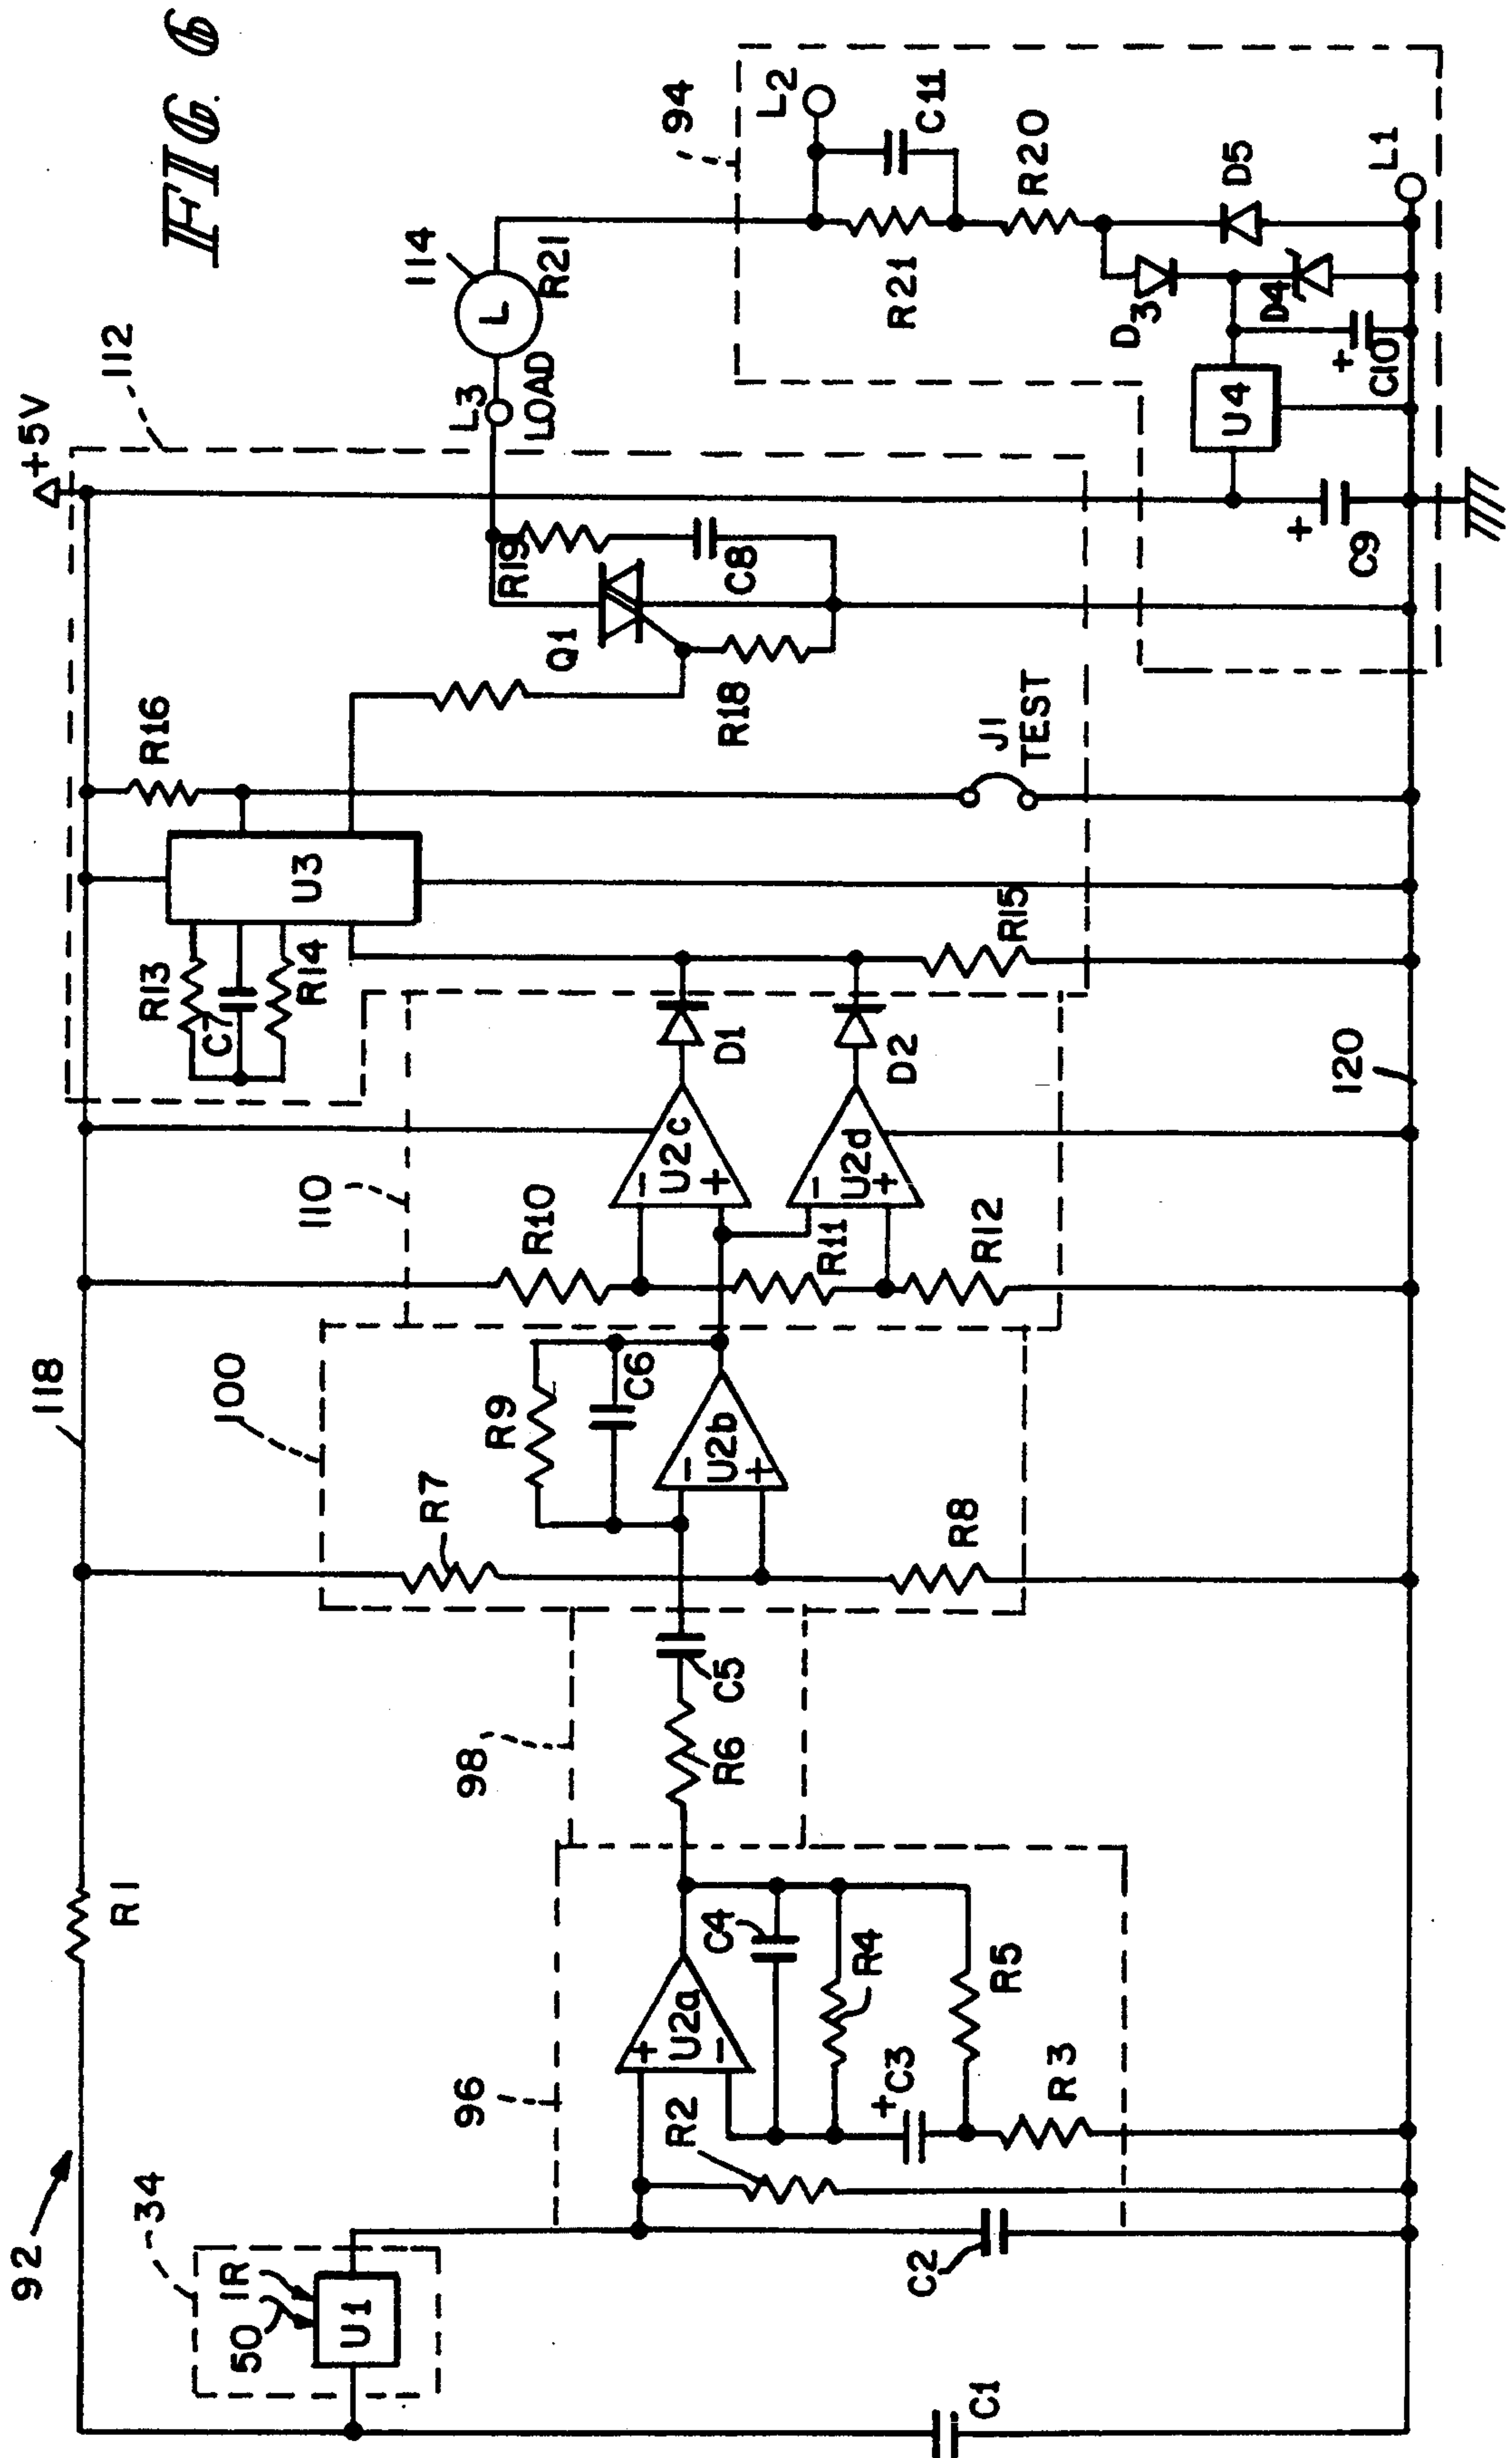 FIG. 6
92
34
50
IR
U1
R1
118
C1
C2
96
R2
U2a
+
−
C4
R4
+
C3
R5
R3
98
R6
C5
100
R7
R9
C6
U2b
−
+
R8
110
R10
U2c
−
+
D1
R11
U2d
−
+
D2
R12
120
R13
C7
R14
U3
R15
R16
J1
TEST
112
+5V
Q1
R18
R19
C8
L3
LOAD
114
L
R21
94
L2
C11
R21
R20
D3
D4
D5
L1
U4
+
C10
+
C9